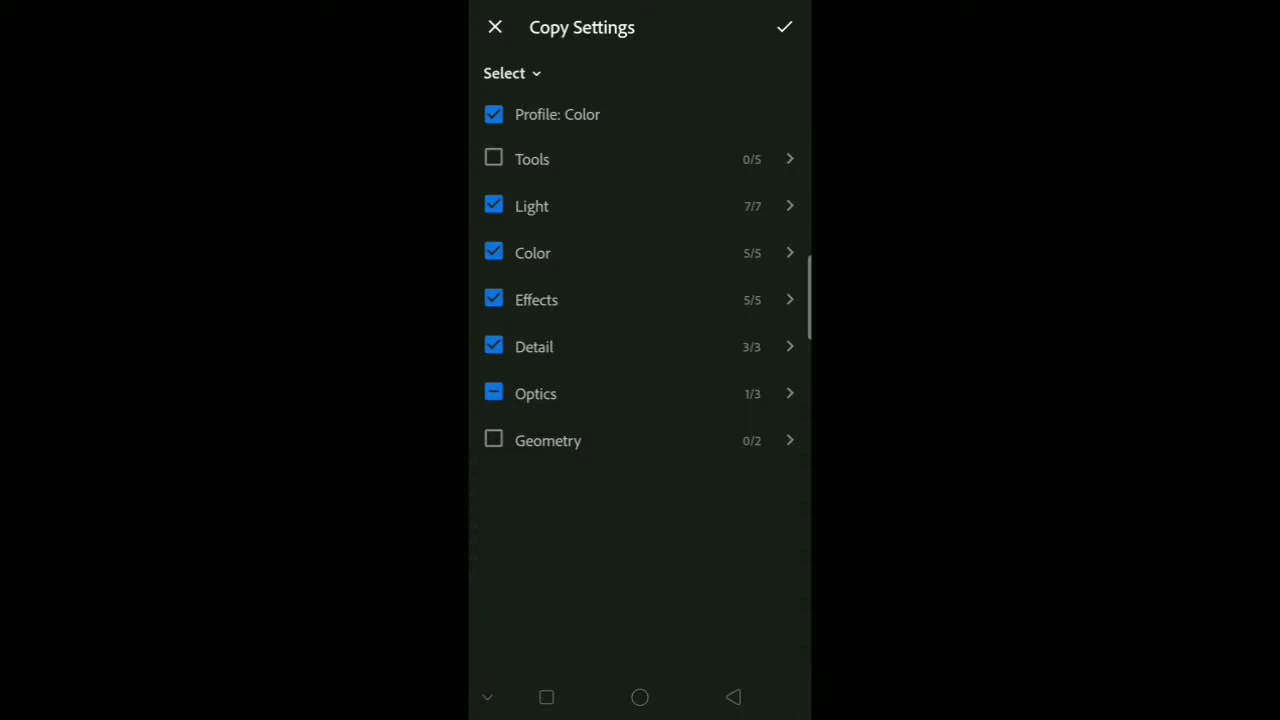 Copy Settings
Select
Profile: Color
Tools 0/5
Light 7/7
Color 5/5
Effects 5/5
Detail 3/3
Optics 1/3
Geometry 0/2